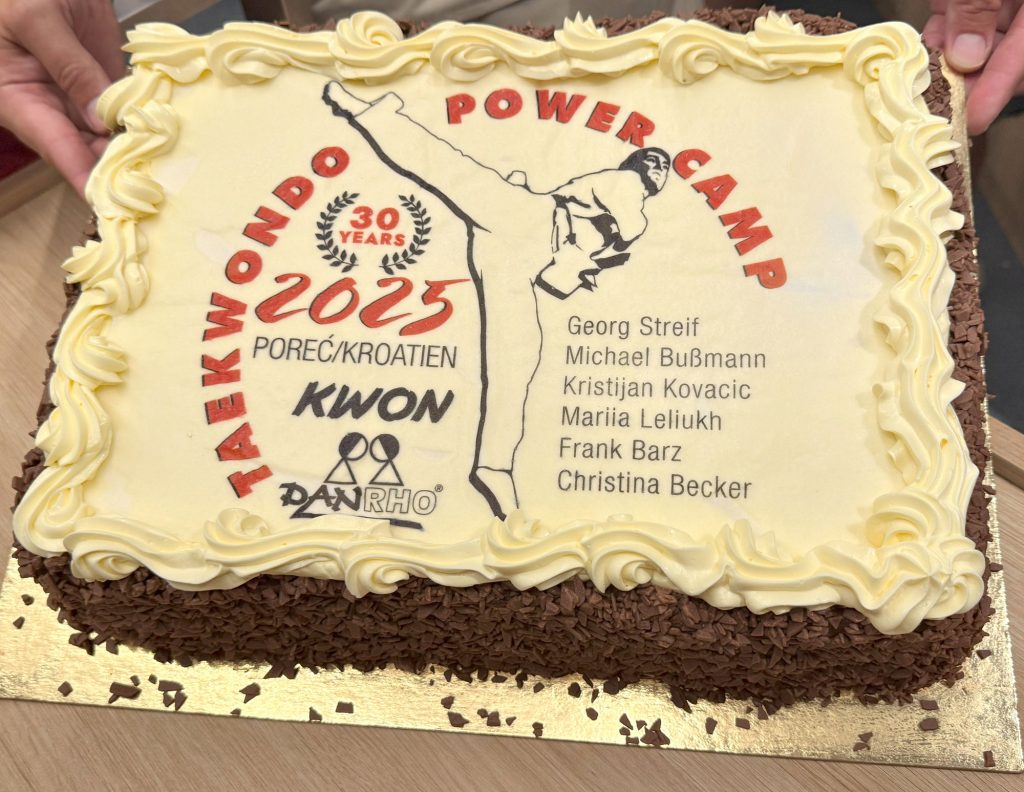 TAEKWONDO POWER CAMP
30
YEARS
2025
POREĆ/KROATIEN
KWON
DANRHO®
Georg Streif
Michael Bußmann
Kristijan Kovacic
Mariia Leliukh
Frank Barz
Christina Becker